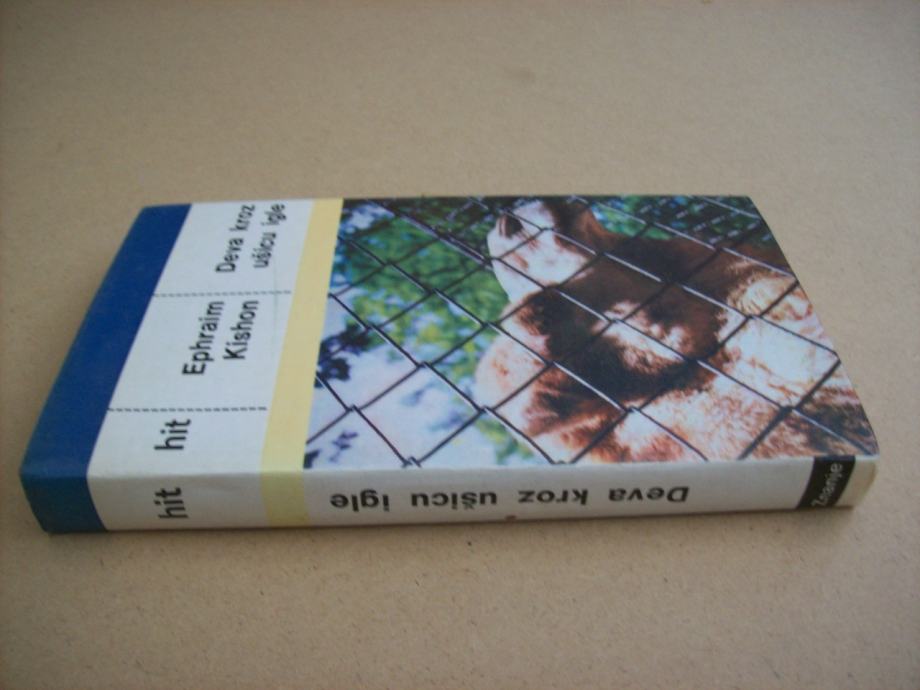 hit
Ephraim
Kishon
Deva kroz
ušicu igle
hit
Deva kroz ušicu igle
Znanje